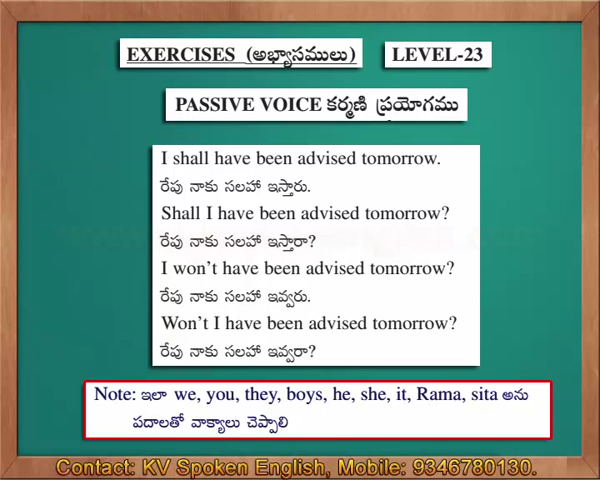 EXERCISES (అభ్యాసములు) LEVEL-23
PASSIVE VOICE కర్మణి ప్రయోగము
I shall have been advised tomorrow.
రేపు నాకు సలహా ఇస్తారు.
Shall I have been advised tomorrow?
రేపు నాకు సలహా ఇస్తారా?
I won't have been advised tomorrow?
రేపు నాకు సలహా ఇవ్వరు.
Won't I have been advised tomorrow?
రేపు నాకు సలహా ఇవ్వరా?
Note: ఇలా we, you, they, boys, he, she, it, Rama, sita అను
పదాలతో వాక్యాలు చెప్పాలి
Contact: KV Spoken English, Mobile: 9346780130.